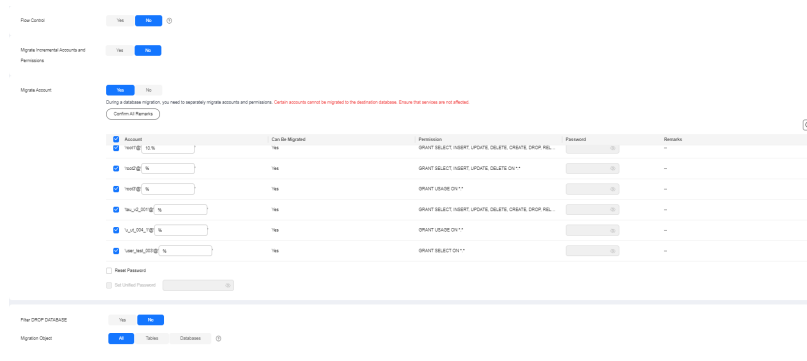 Flow Control Yes No
Migrate Incremental Accounts and Permissions Yes No
Migrate Account Yes No
During a database migration, you need to separately migrate accounts and permissions. Certain accounts cannot be migrated to the destination database. Ensure that services are not affected.
Confirm All Remarks
Account Can Be Migrated Permission Password Remarks
'root1'@' 10.% ' Yes GRANT SELECT, INSERT, UPDATE, DELETE, CREATE, DROP, REL... --
'root2'@' % ' Yes GRANT SELECT, INSERT, UPDATE, DELETE ON *.* --
'root3'@' % ' Yes GRANT USAGE ON *.* --
% ' Yes GRANT SELECT, INSERT, UPDATE, DELETE, CREATE, DROP, REL... --
% ' Yes GRANT USAGE ON *.* --
'user_test_003'@' % ' Yes GRANT SELECT ON *.* --
Reset Password
Set Unified Password
Filter DROP DATABASE Yes No
Migration Object All Tables Databases